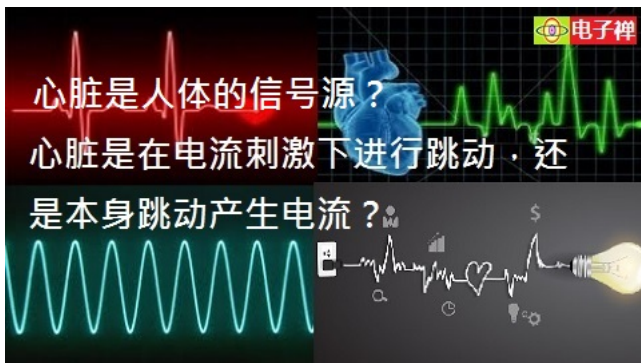 电子禅
心脏是人体的信号源？
心脏是在电流刺激下进行跳动，还
是本身跳动产生电流？
$